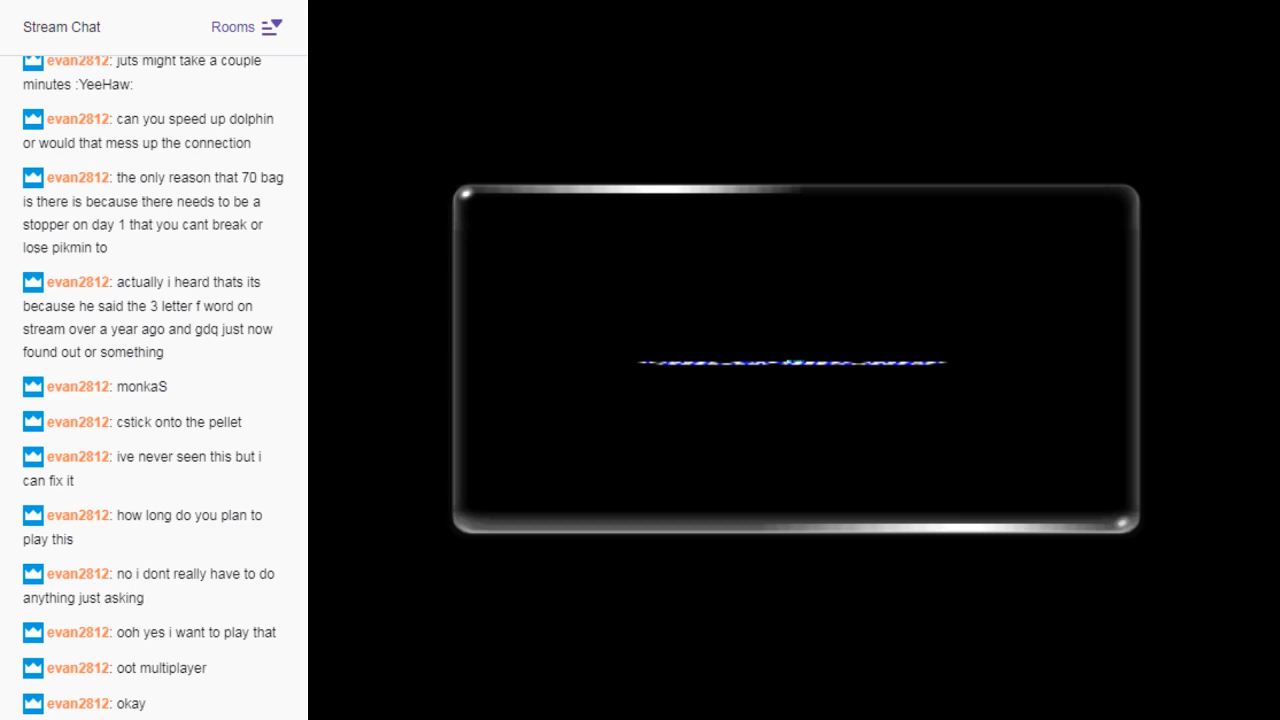 Stream Chat
Rooms
evan2812: juts might take a couple
minutes :YeeHaw:
evan2812: can you speed up dolphin
or would that mess up the connection
evan2812: the only reason that 70 bag
is there is because there needs to be a
stopper on day 1 that you cant break or
lose pikmin to
evan2812: actually i heard thats its
because he said the 3 letter f word on
stream over a year ago and gdq just now
found out or something
evan2812: monkaS
evan2812: cstick onto the pellet
evan2812: ive never seen this but i
can fix it
evan2812: how long do you plan to
play this
evan2812: no i dont really have to do
anything just asking
evan2812: ooh yes i want to play that
evan2812: oot multiplayer
evan2812: okay